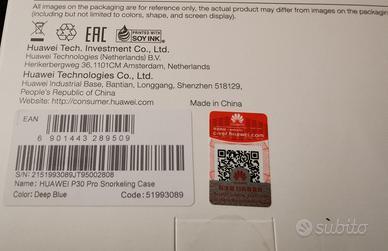 All images on the packaging are for reference only, the actual product may differ from images on the packaging
(including but not limited to colors, shape, and screen display).
EAC
PRINTED WITH
SOY INK
Huawei Tech. Investment Co., Ltd.
Huawei Technologies (Netherlands) B.V.
Herikerbergweg 36, 1101CM Amsterdam, Netherlands
Huawei Technologies Co., Ltd.
Huawei Industrial Base, Bantian, Longgang, Shenzhen 518129,
People's Republic of China
Website: http://consumer.huawei.com
Made in China
EAN
6 901443 289509
S/N: 2151993089JT95002808
Name: HUAWEI P30 Pro Snorkeling Case
Color: Deep Blue
Code: 51993089
HUAWEI
subito